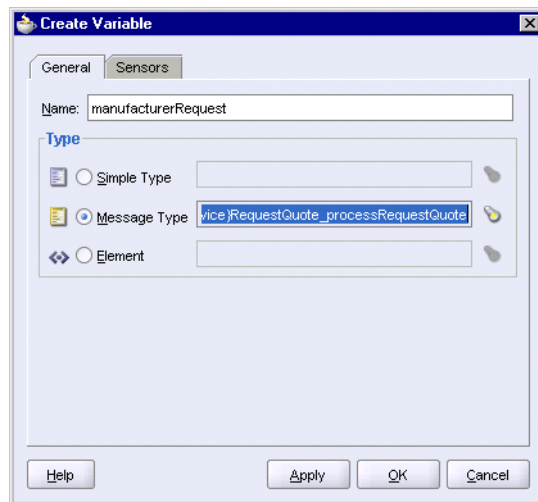 Create Variable
General Sensors
Name: manufacturerRequest
Type
Simple Type
Message Type vice}RequestQuote_processRequestQuote
Element
Help Apply OK Cancel